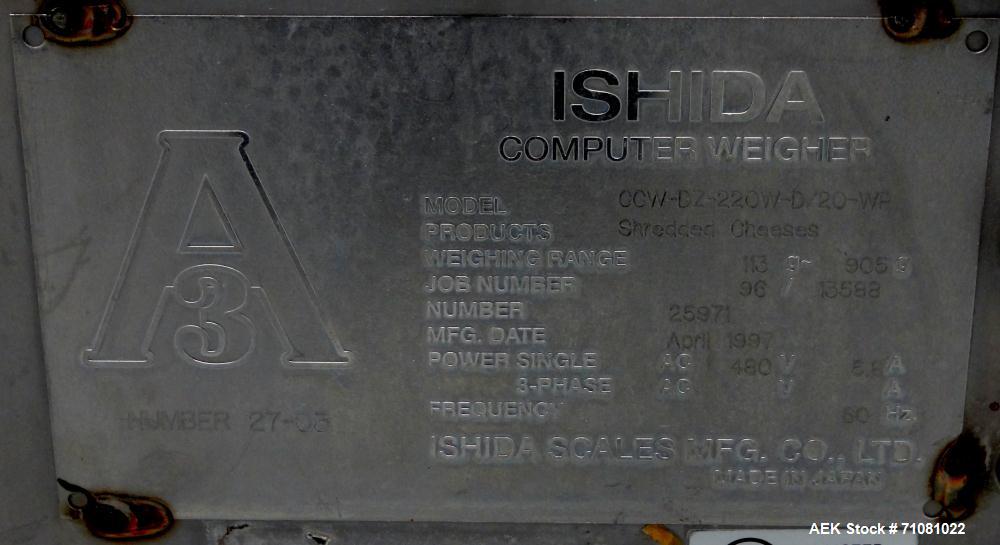 ISHIDA
COMPUTER WEIGHER
MODEL CCW-DZ-220W-D/20-WP
PRODUCTS Shredded Cheeses
WEIGHING RANGE 113 g~ 905 g
JOB NUMBER 96 / 13588
NUMBER 25971
MFG. DATE April 1997
POWER SINGLE AC 480 V A
3-PHASE AC V A
FREQUENCY 60 Hz
ISHIDA SCALES MFG. CO., LTD.
MADE IN JAPAN
A
3
NUMBER 27-03
AEK Stock # 71081022